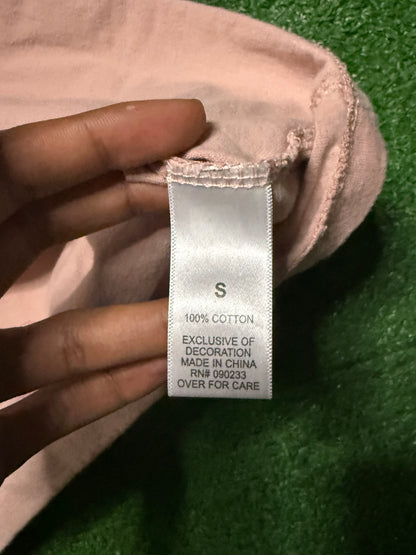 S
100% COTTON
EXCLUSIVE OF
DECORATION
MADE IN CHINA
RN# 090233
OVER FOR CARE